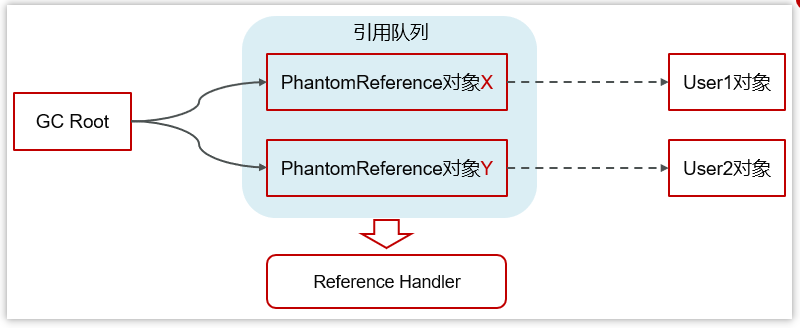 引用队列
PhantomReference对象X
User1对象
GC Root
PhantomReference对象Y
User2对象
Reference Handler